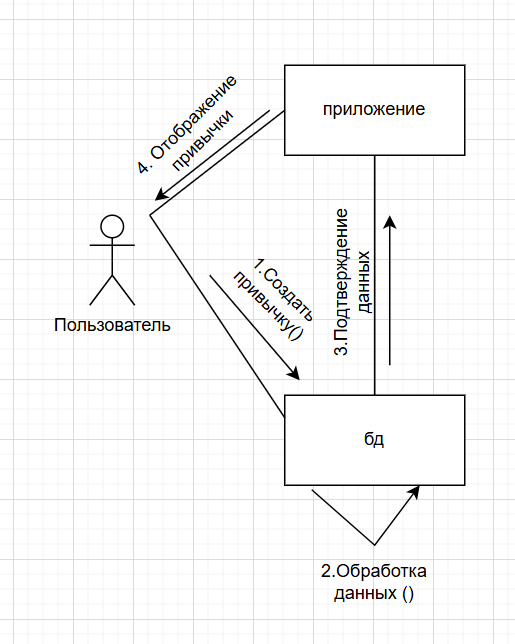 приложение
4. Отображение
привычки
Пользователь
1.Создать
привычку()
3.Подтверждение
данных
бд
2.Обработка
данных ()